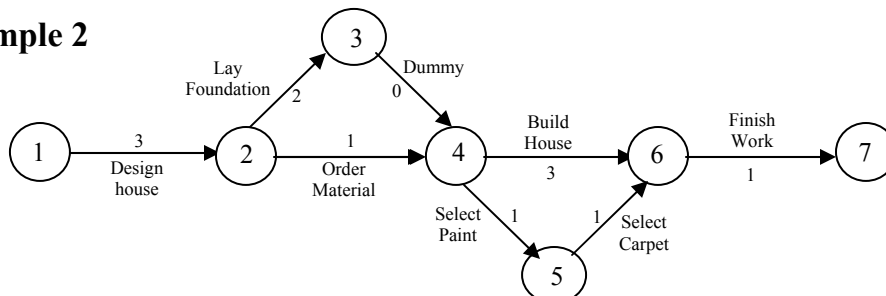 mple 2
3
Lay
Foundation
2
Dummy
0
1
3
Design
house
2
1
Order
Material
4
Build
House
3
6
Finish
Work
1
7
Select
Paint
1
1
Select
Carpet
5